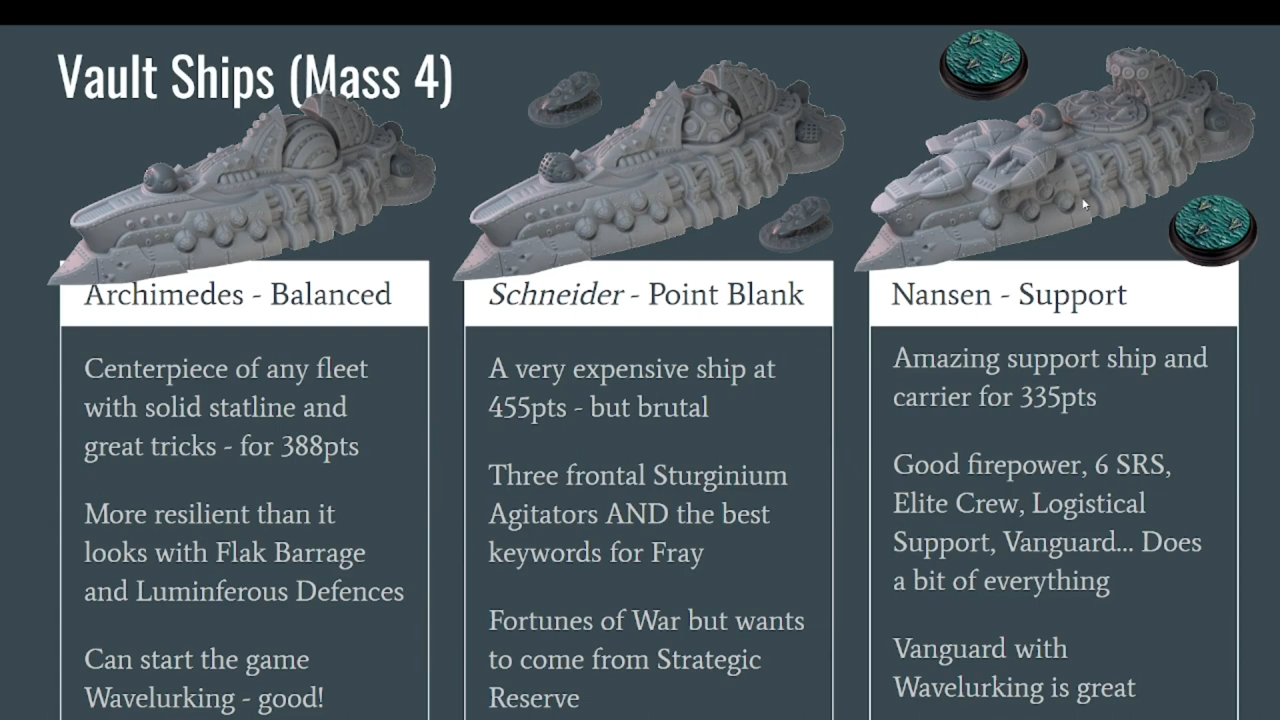 Vault Ships (Mass 4)
Archimedes - Balanced
Centerpiece of any fleet
with solid statline and
great tricks - for 388pts
More resilient than it
looks with Flak Barrage
and Luminferous Defences
Can start the game
Wavelurking - good!
Schneider - Point Blank
A very expensive ship at
455pts - but brutal
Three frontal Sturginium
Agitators AND the best
keywords for Fray
Fortunes of War but wants
to come from Strategic
Reserve
Nansen - Support
Amazing support ship and
carrier for 335pts
Good firepower, 6 SRS,
Elite Crew, Logistical
Support, Vanguard... Does
a bit of everything
Vanguard with
Wavelurking is great